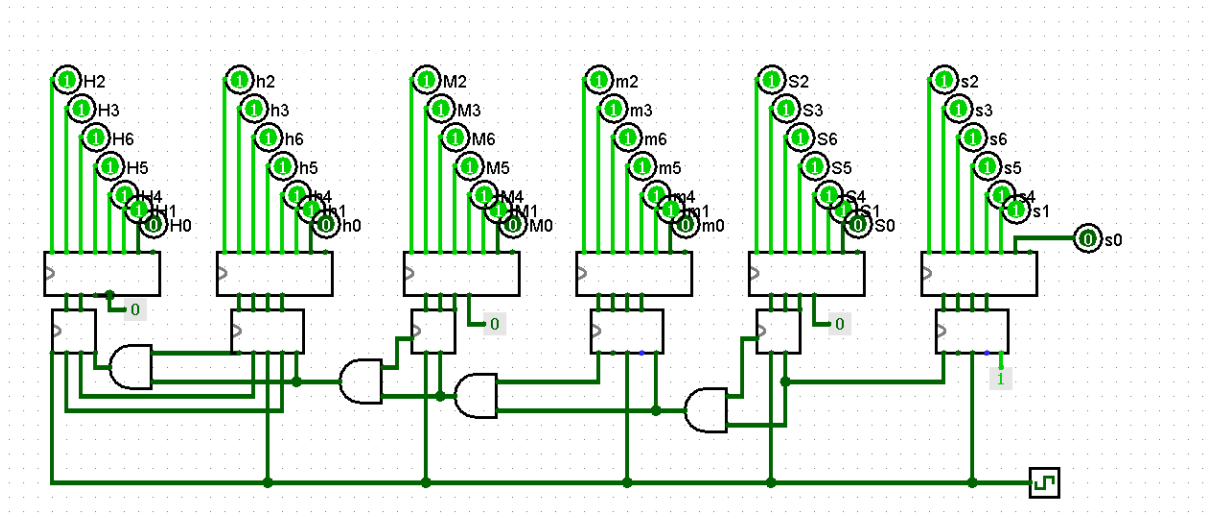 1 H2 1 h2 1 M2 1 m2 1 S2 1 s2
1 H3 1 h3 1 M3 1 m3 1 S3 1 s3
1 H6 1 h6 1 M6 1 m6 1 S6 1 s6
1 H5 1 h5 1 M5 1 m5 1 S5 1 s5
1 H4 1 h4 1 M4 1 m4 1 S4 1 s4
1 H1 1 h1 1 M1 1 m1 1 S1 1 s1
0 H0 0 h0 0 M0 0 m0 0 S0 0 s0
0 0 0
1